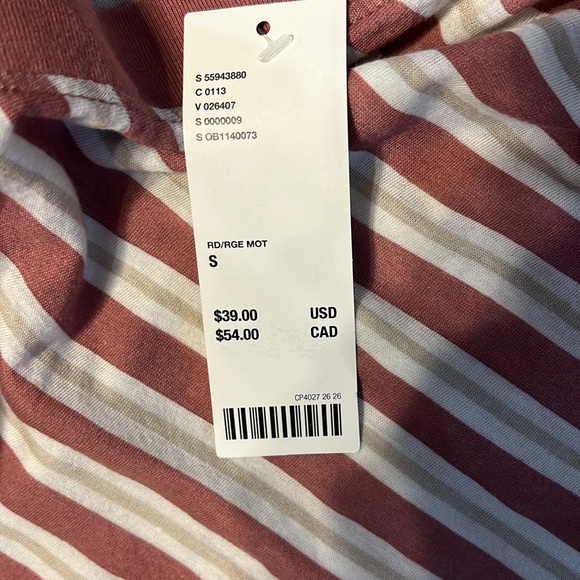 S 55943880
C 0113
V 026407
S 0000009
S OB1140073
RD/RGE MOT
S
$39.00 USD
$54.00 CAD
CP4027 26 26